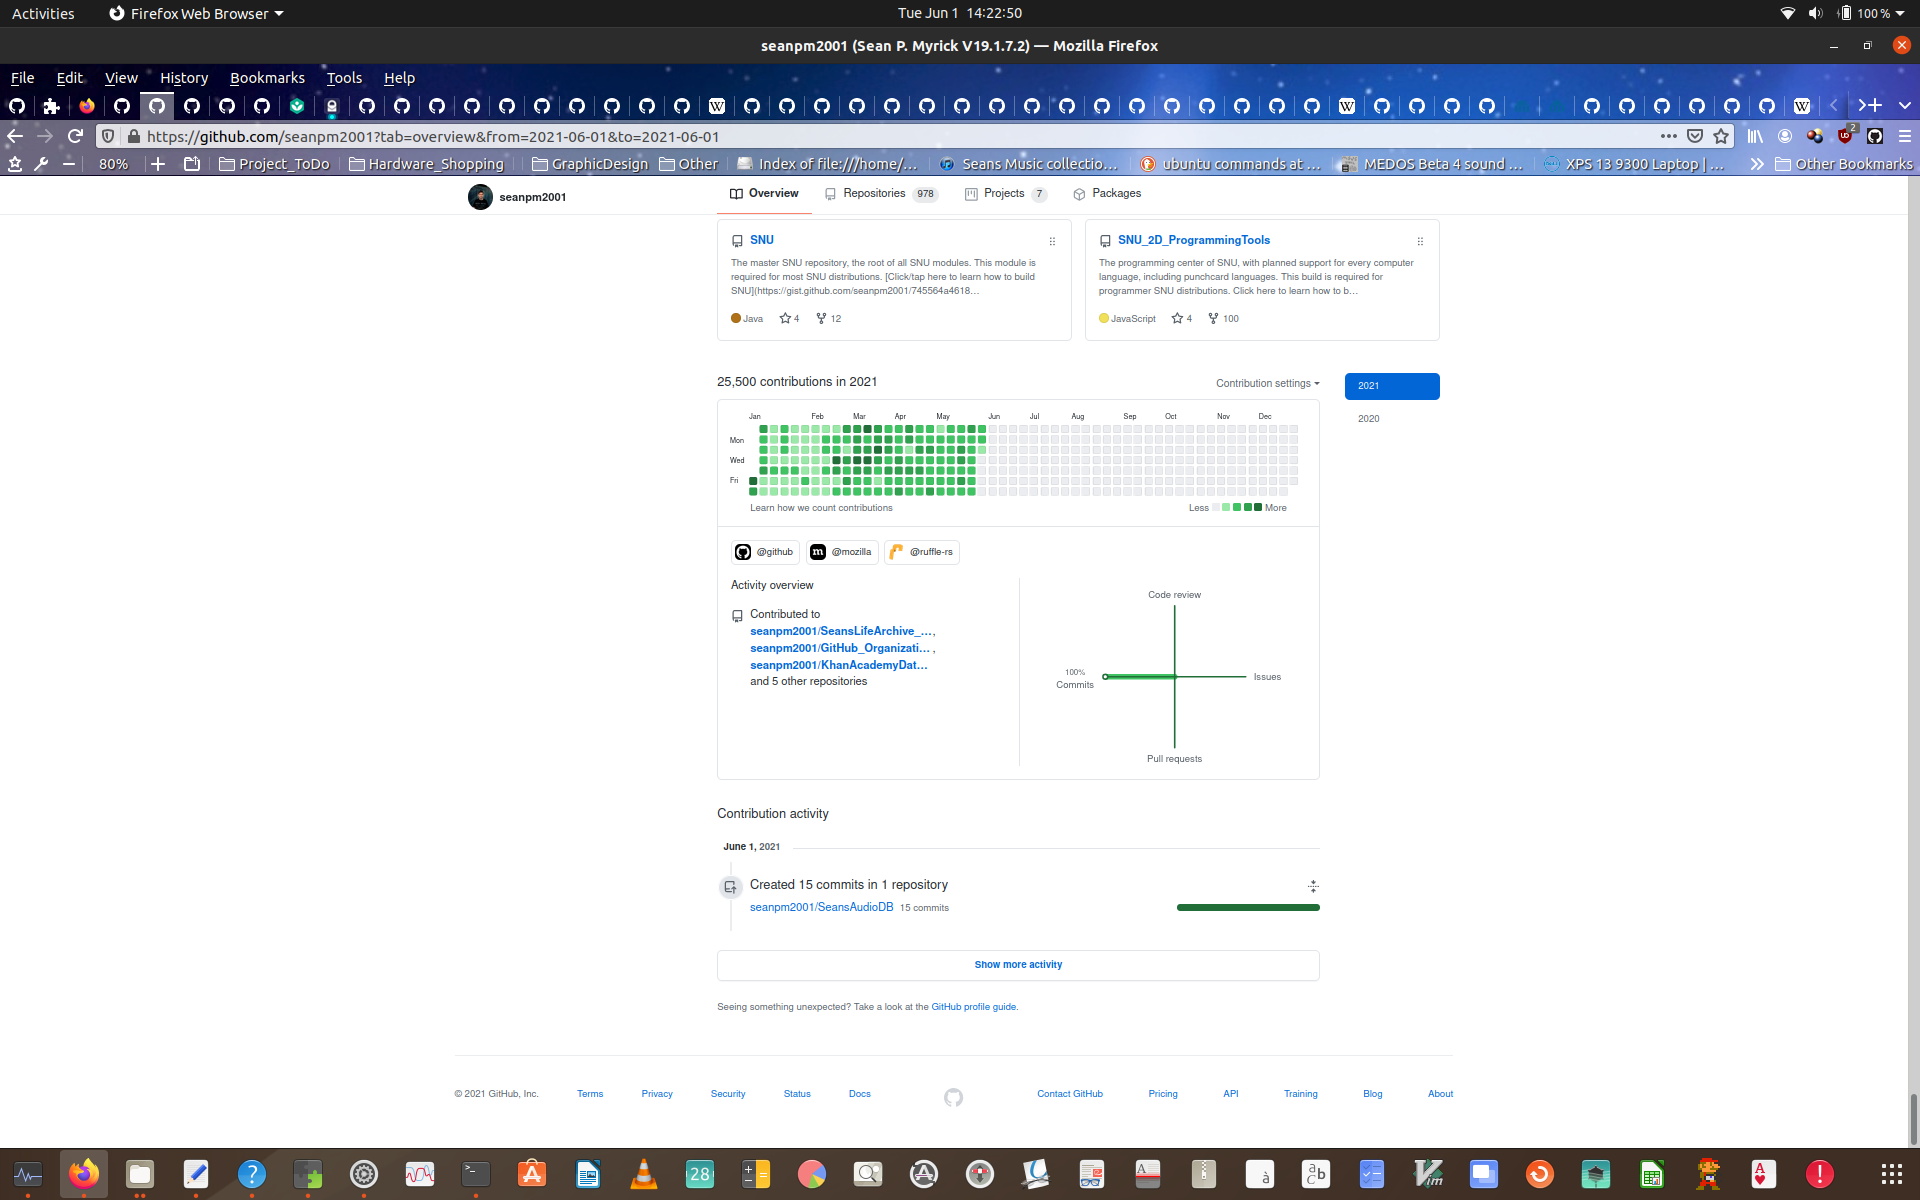 Activities
Firefox Web Browser
Tue Jun 1 14:22:50
100 %
seanpm2001 (Sean P. Myrick V19.1.7.2) — Mozilla Firefox
File Edit View History Bookmarks Tools Help
https://github.com/seanpm2001?tab=overview&from=2021-06-01&to=2021-06-01
2
80%
Project_ToDo
Hardware_Shopping
GraphicDesign
Other
Index of file:///home/…
Seans Music collectio…
ubuntu commands at …
MEDOS Beta 4 sound …
XPS 13 9300 Laptop | …
Other Bookmarks
seanpm2001
Overview
Repositories 978
Projects 7
Packages
SNU
The master SNU repository, the root of all SNU modules. This module is
required for most SNU distributions. [Click/tap here to learn how to build
SNU](https://gist.github.com/seanpm2001/745564a4618…
Java 4 12
SNU_2D_ProgrammingTools
The programming center of SNU, with planned support for every computer
language, including punchcard languages. This build is required for
programmer SNU distributions. Click here to learn how to b…
JavaScript 4 100
25,500 contributions in 2021
Contribution settings
2021
2020
Jan Feb Mar Apr May Jun Jul Aug Sep Oct Nov Dec
Mon
Wed
Fri
Learn how we count contributions
Less More
@github
@mozilla
@ruffle-rs
Activity overview
Contributed to
seanpm2001/SeansLifeArchive_… ,
seanpm2001/GitHub_Organizati… ,
seanpm2001/KhanAcademyDat…
and 5 other repositories
Code review
100%
Commits
Issues
Pull requests
Contribution activity
June 1, 2021
Created 15 commits in 1 repository
seanpm2001/SeansAudioDB 15 commits
Show more activity
Seeing something unexpected? Take a look at the GitHub profile guide.
© 2021 GitHub, Inc.
Terms
Privacy
Security
Status
Docs
Contact GitHub
Pricing
API
Training
Blog
About
28